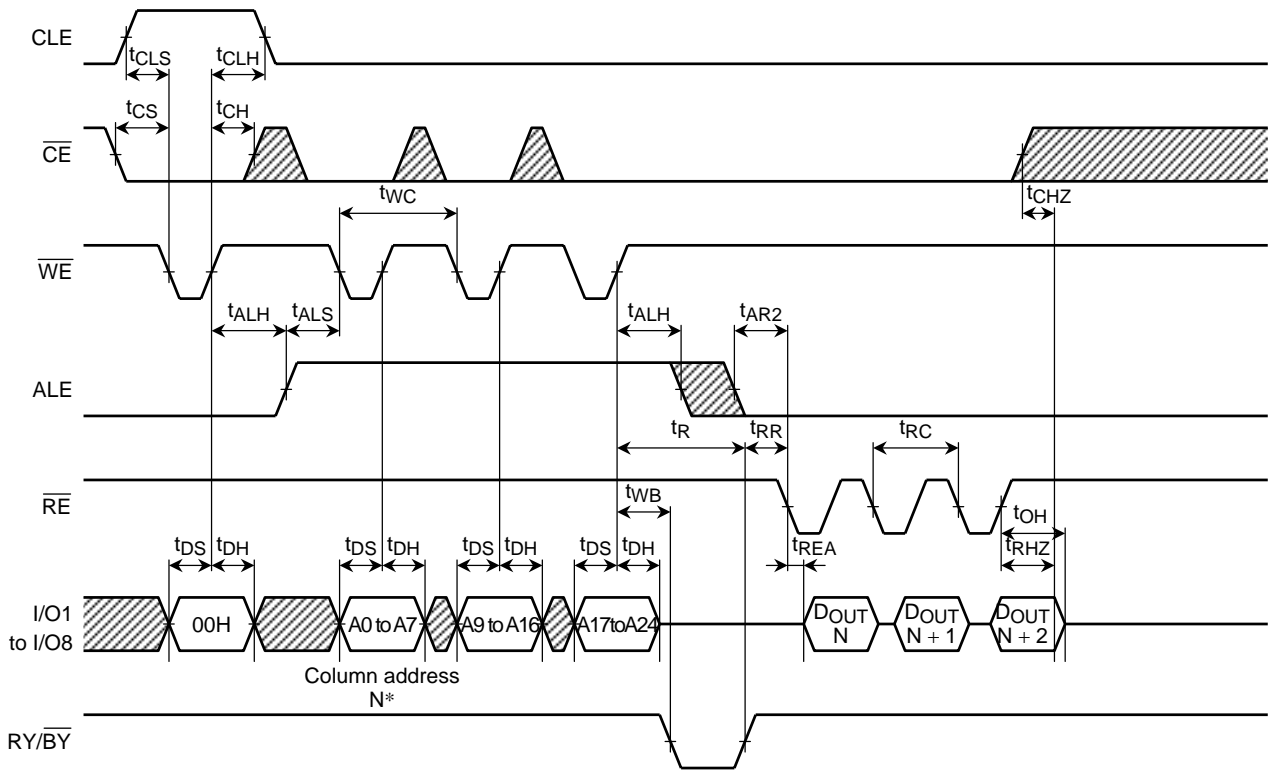 CLE
tCLS
tCLH
tCS
tCH
CE
tCHZ
tWC
WE
tALH
tALS
tALH
tAR2
ALE
tR
tRR
tRC
RE
tWB
tOH
tDS
tDH
tDS
tDH
tDS
tDH
tDS
tDH
tREA
tRHZ
I/O1
to I/O8
00H
A0 to A7
A9 to A16
A17 to A24
DOUT
N
DOUT
N + 1
DOUT
N + 2
Column address
N*
RY/BY